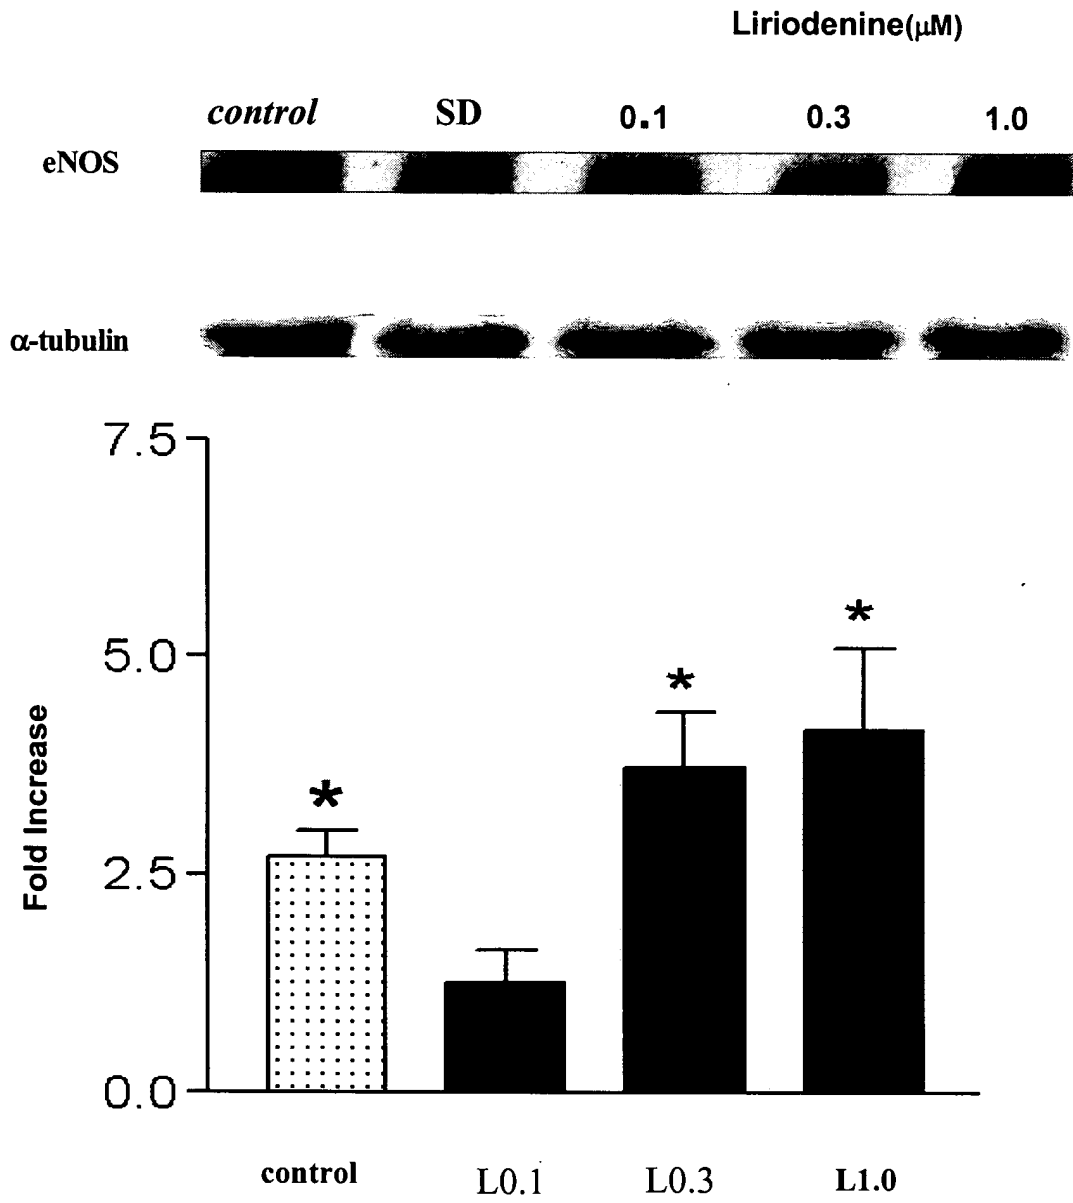 Liriodenine(μM)
control SD 0.1 0.3 1.0
eNOS
α-tubulin
7.5
5.0
2.5
0.0
Fold Increase
* * *
control L0.1 L0.3 L1.0